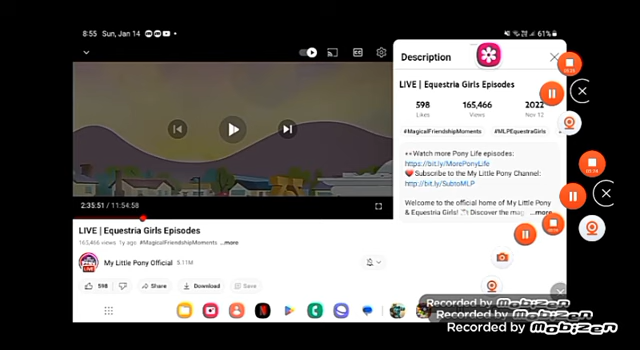 8:55 Sun, Jan 14
61%
Description
LIVE | Equestria Girls Episodes
598 165,466 2022
Likes Views Nov 12
#MagicalFriendshipMoments #MLPEquestriaGirls
👀Watch more Pony Life episodes:
https://bit.ly/MorePonyLife
❤️ Subscribe to the My Little Pony Channel:
http://bit.ly/SubtoMLP
Welcome to the official home of My Little Pony
& Equestria Girls! Discover the mag ...more
2:35:51 / 11:54:58
LIVE | Equestria Girls Episodes
165,466 views 1y ago #MagicalFriendshipMoments ...more
LIVE
My Little Pony Official 5.11M
598 Share Download Save
Recorded by Mobizen
Recorded by Mobizen
Recorded by Mobizen